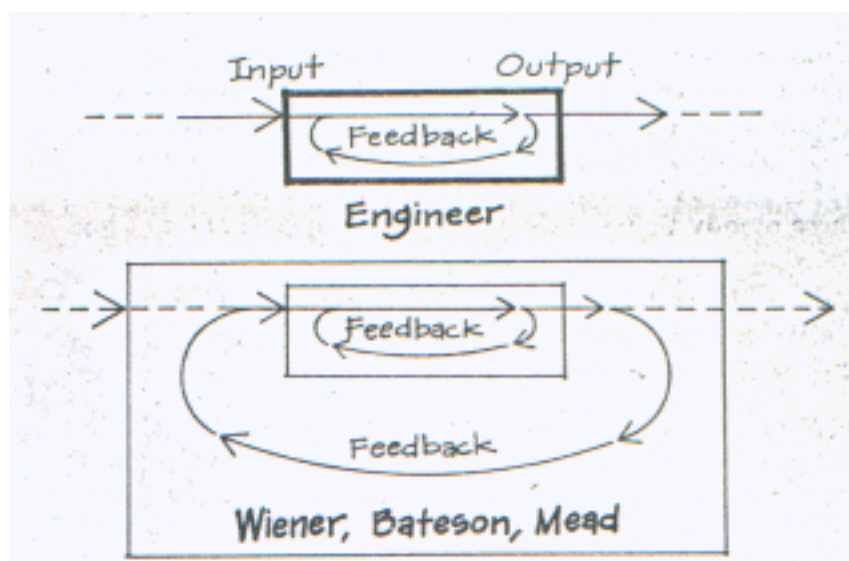 Input Output
Feedback
Engineer
Feedback
Feedback
Wiener, Bateson, Mead